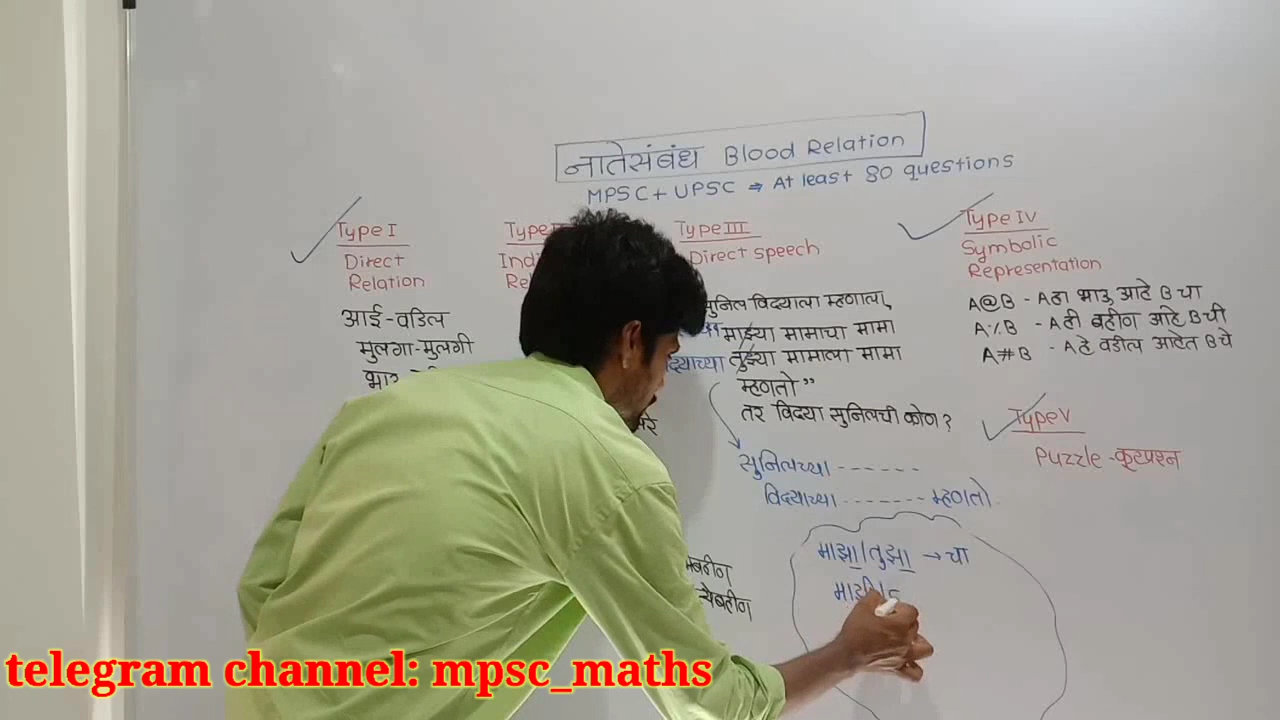 नातेसंबंध Blood Relation
MPSC + UPSC ⇒ At least 80 questions
Type I
Direct
Relation
आई-वडिल
मुलगा-मुलगी
Type III
Direct speech
सुनिल विद्याला म्हणाला,
माझ्या मामाचा मामा
तुझ्या मामाला मामा
म्हणतो”
तर विदया सुनिलची कोण?
सुनिलच्या ------
विद्याच्या ------- म्हणतो.
माझा/तुझा → चा
Type IV
Symbolic
Representation
A@B - A हा भाऊ आहे B चा
A%B - A ही बहीण आहे B ची
A#B - A हे वडील आहेत B चे
Type V
Puzzle-कूटप्रश्न
telegram channel: mpsc_maths